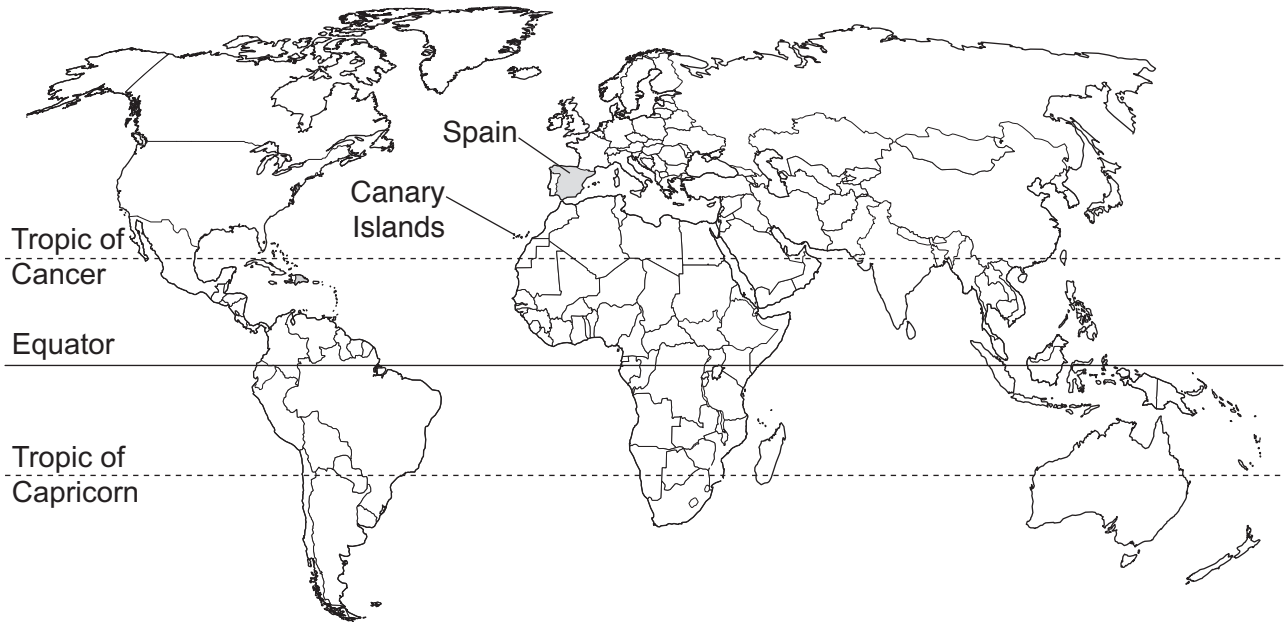 Spain
Canary
Islands
Tropic of
Cancer
Equator
Tropic of
Capricorn